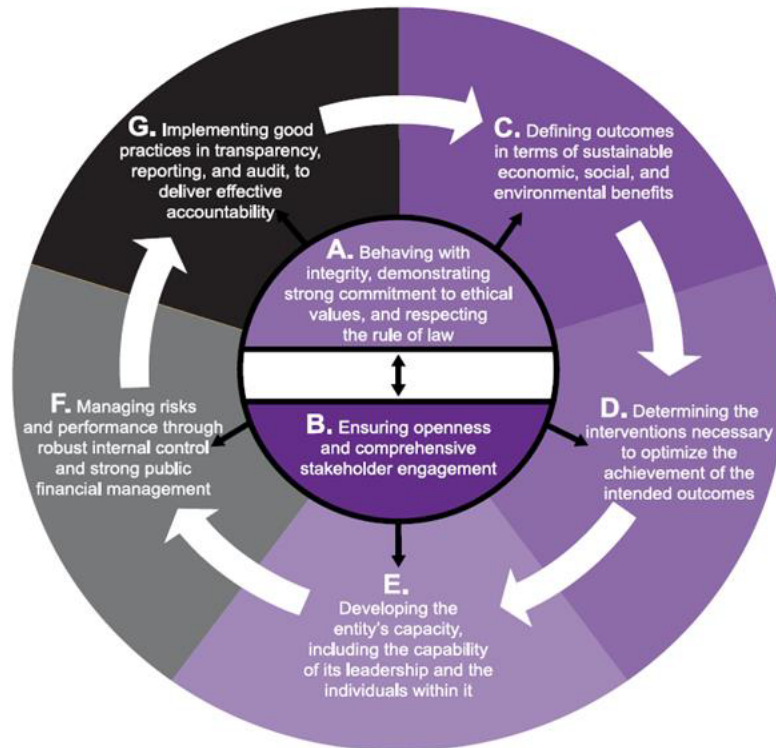 A. Behaving with
integrity, demonstrating
strong commitment to ethical
values, and respecting
the rule of law
B. Ensuring openness
and comprehensive
stakeholder engagement
C. Defining outcomes
in terms of sustainable
economic, social, and
environmental benefits
D. Determining the
interventions necessary
to optimize the
achievement of the
intended outcomes
E.
Developing the
entity's capacity,
including the capability
of its leadership and the
individuals within it
F. Managing risks
and performance through
robust internal control
and strong public
financial management
G. Implementing good
practices in transparency,
reporting, and audit, to
deliver effective
accountability